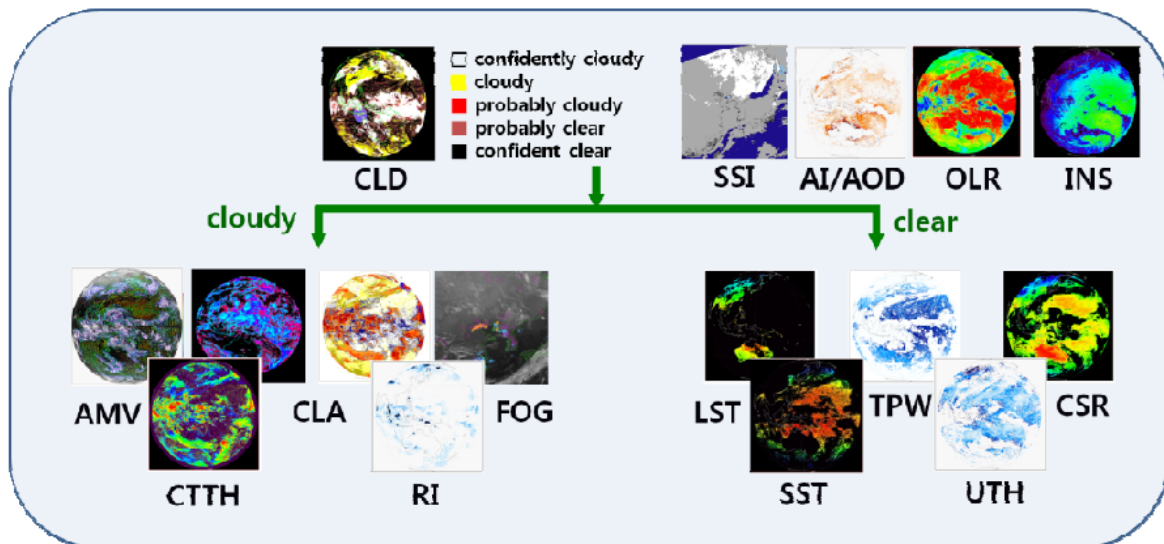 confidently cloudy
cloudy
probably cloudy
probably clear
confident clear
CLD
SSI
AI/AOD
OLR
INS
cloudy
clear
AMV
CLA
FOG
CTTH
RI
LST
TPW
CSR
SST
UTH